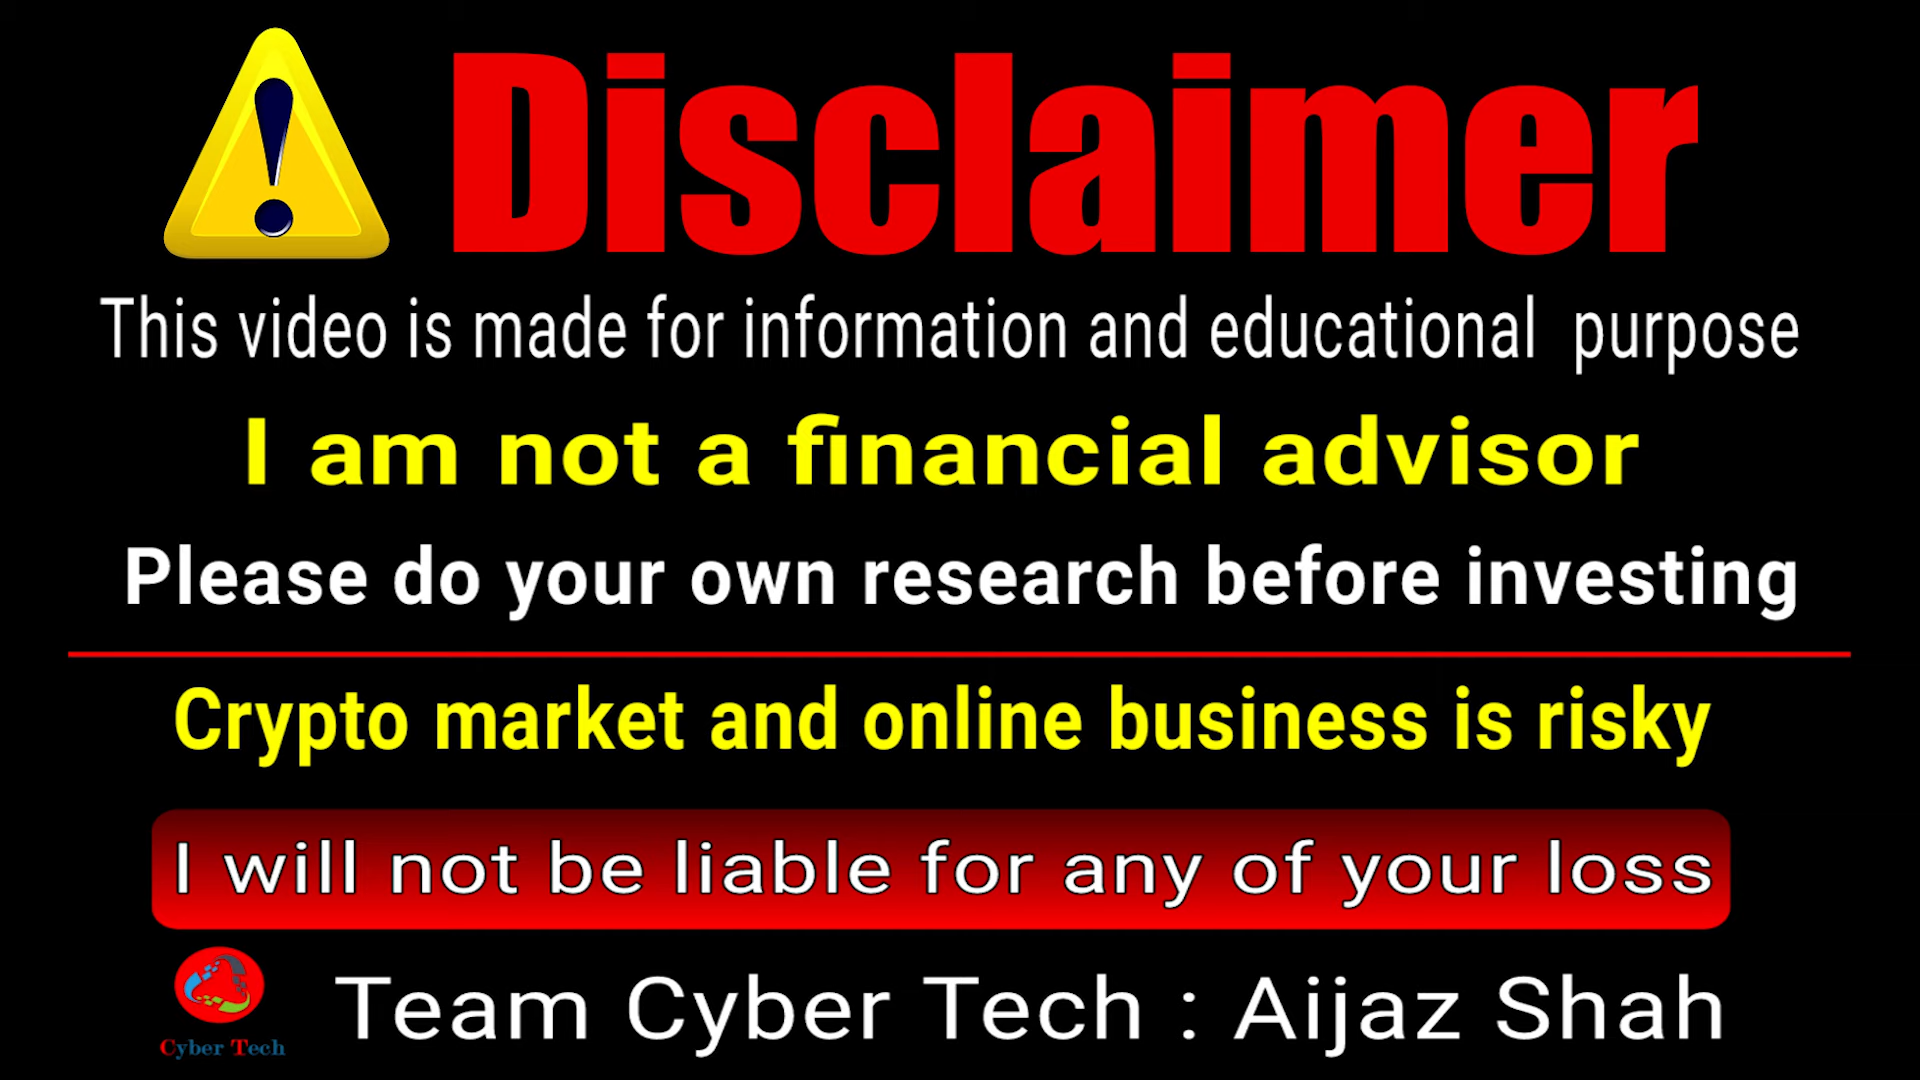 Disclaimer
This video is made for information and educational purpose
I am not a financial advisor
Please do your own research before investing
Crypto market and online business is risky
I will not be liable for any of your loss
Cyber Tech
Team Cyber Tech : Aijaz Shah